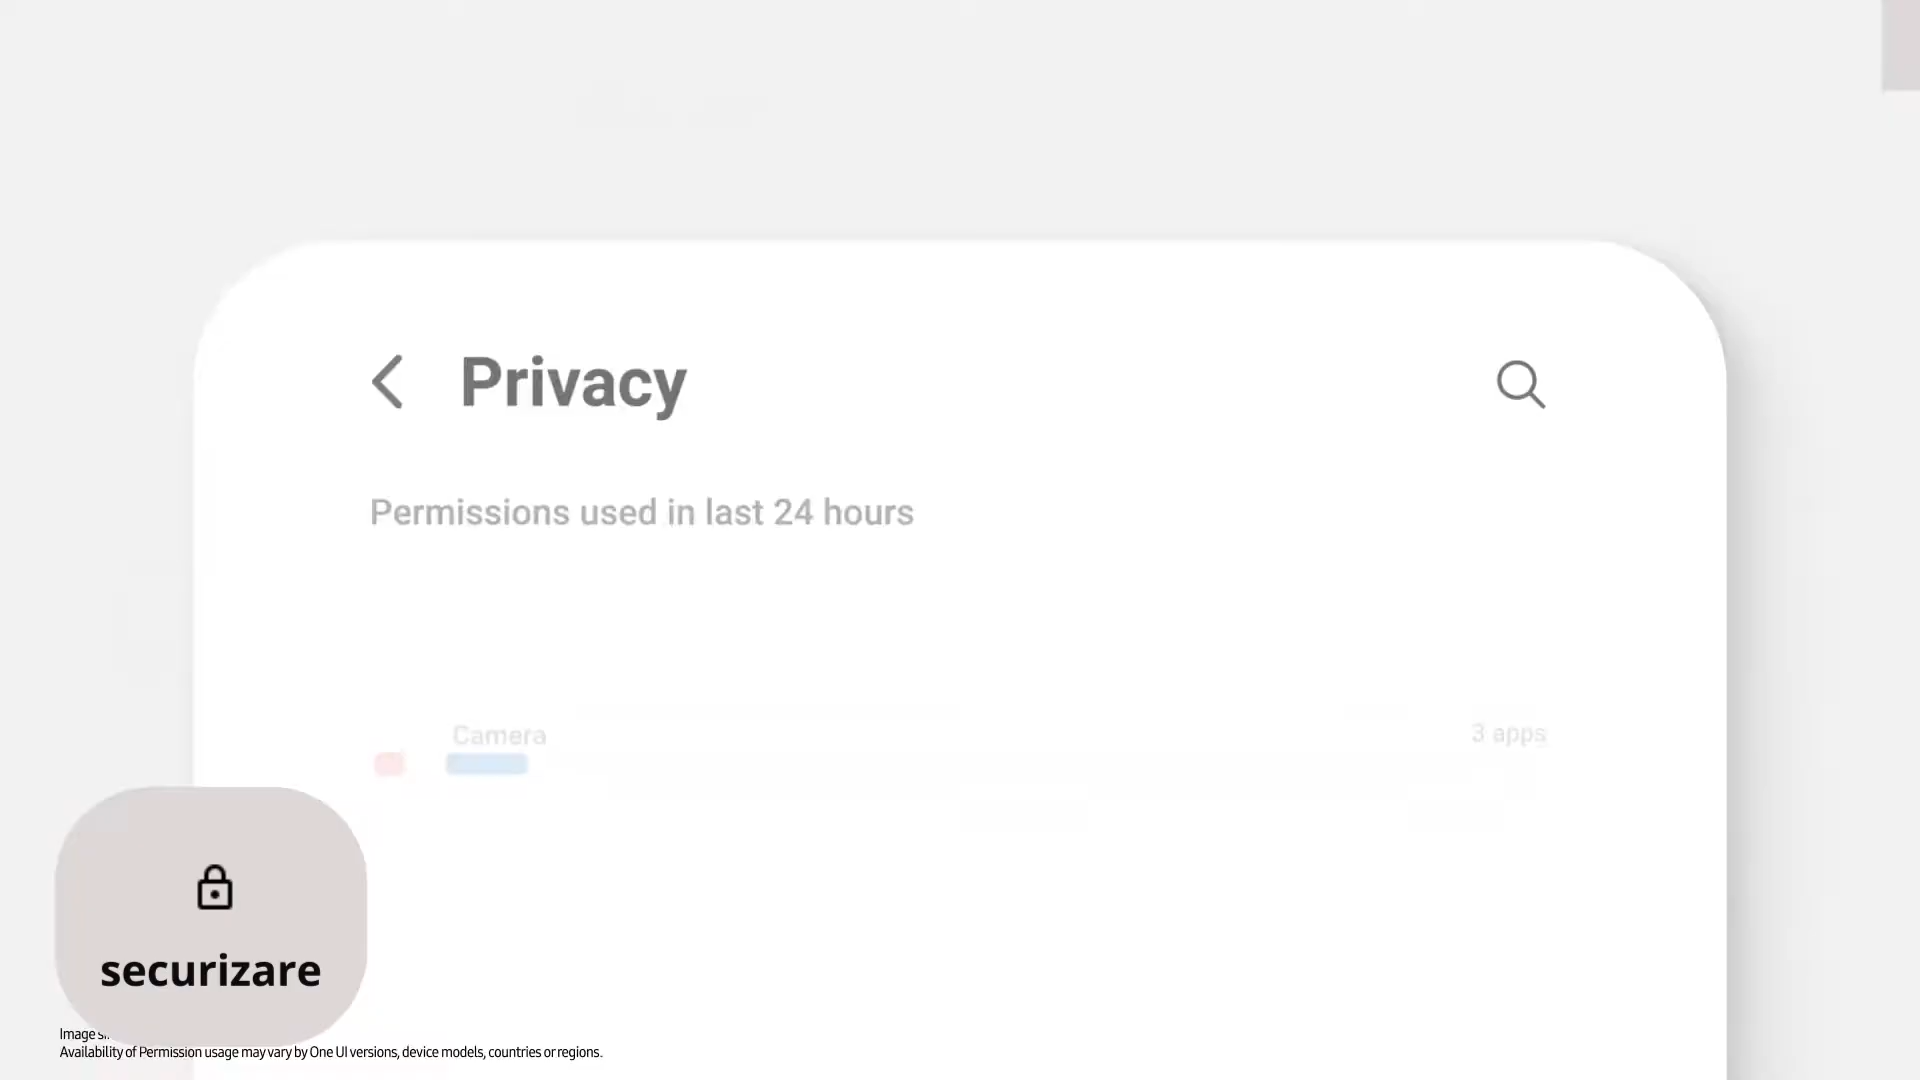 Privacy
Permissions used in last 24 hours
Camera
3 apps
securizare
Image
Availability of Permission usage may vary by One UI versions, device models, countries or regions.